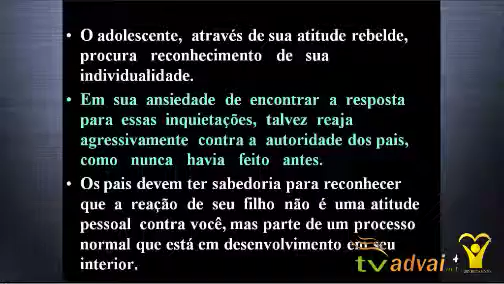 • O adolescente, através de sua atitude rebelde,
procura reconhecimento de sua
individualidade.
• Em sua ansiedade de encontrar a resposta
para essas inquietações, talvez reaja
agressivamente contra a autoridade dos pais,
como nunca havia feito antes.
• Os pais devem ter sabedoria para reconhecer
que a reação de seu filho não é uma atitude
pessoal contra você, mas parte de um processo
normal que está em desenvolvimento em seu
interior.
tvadvai